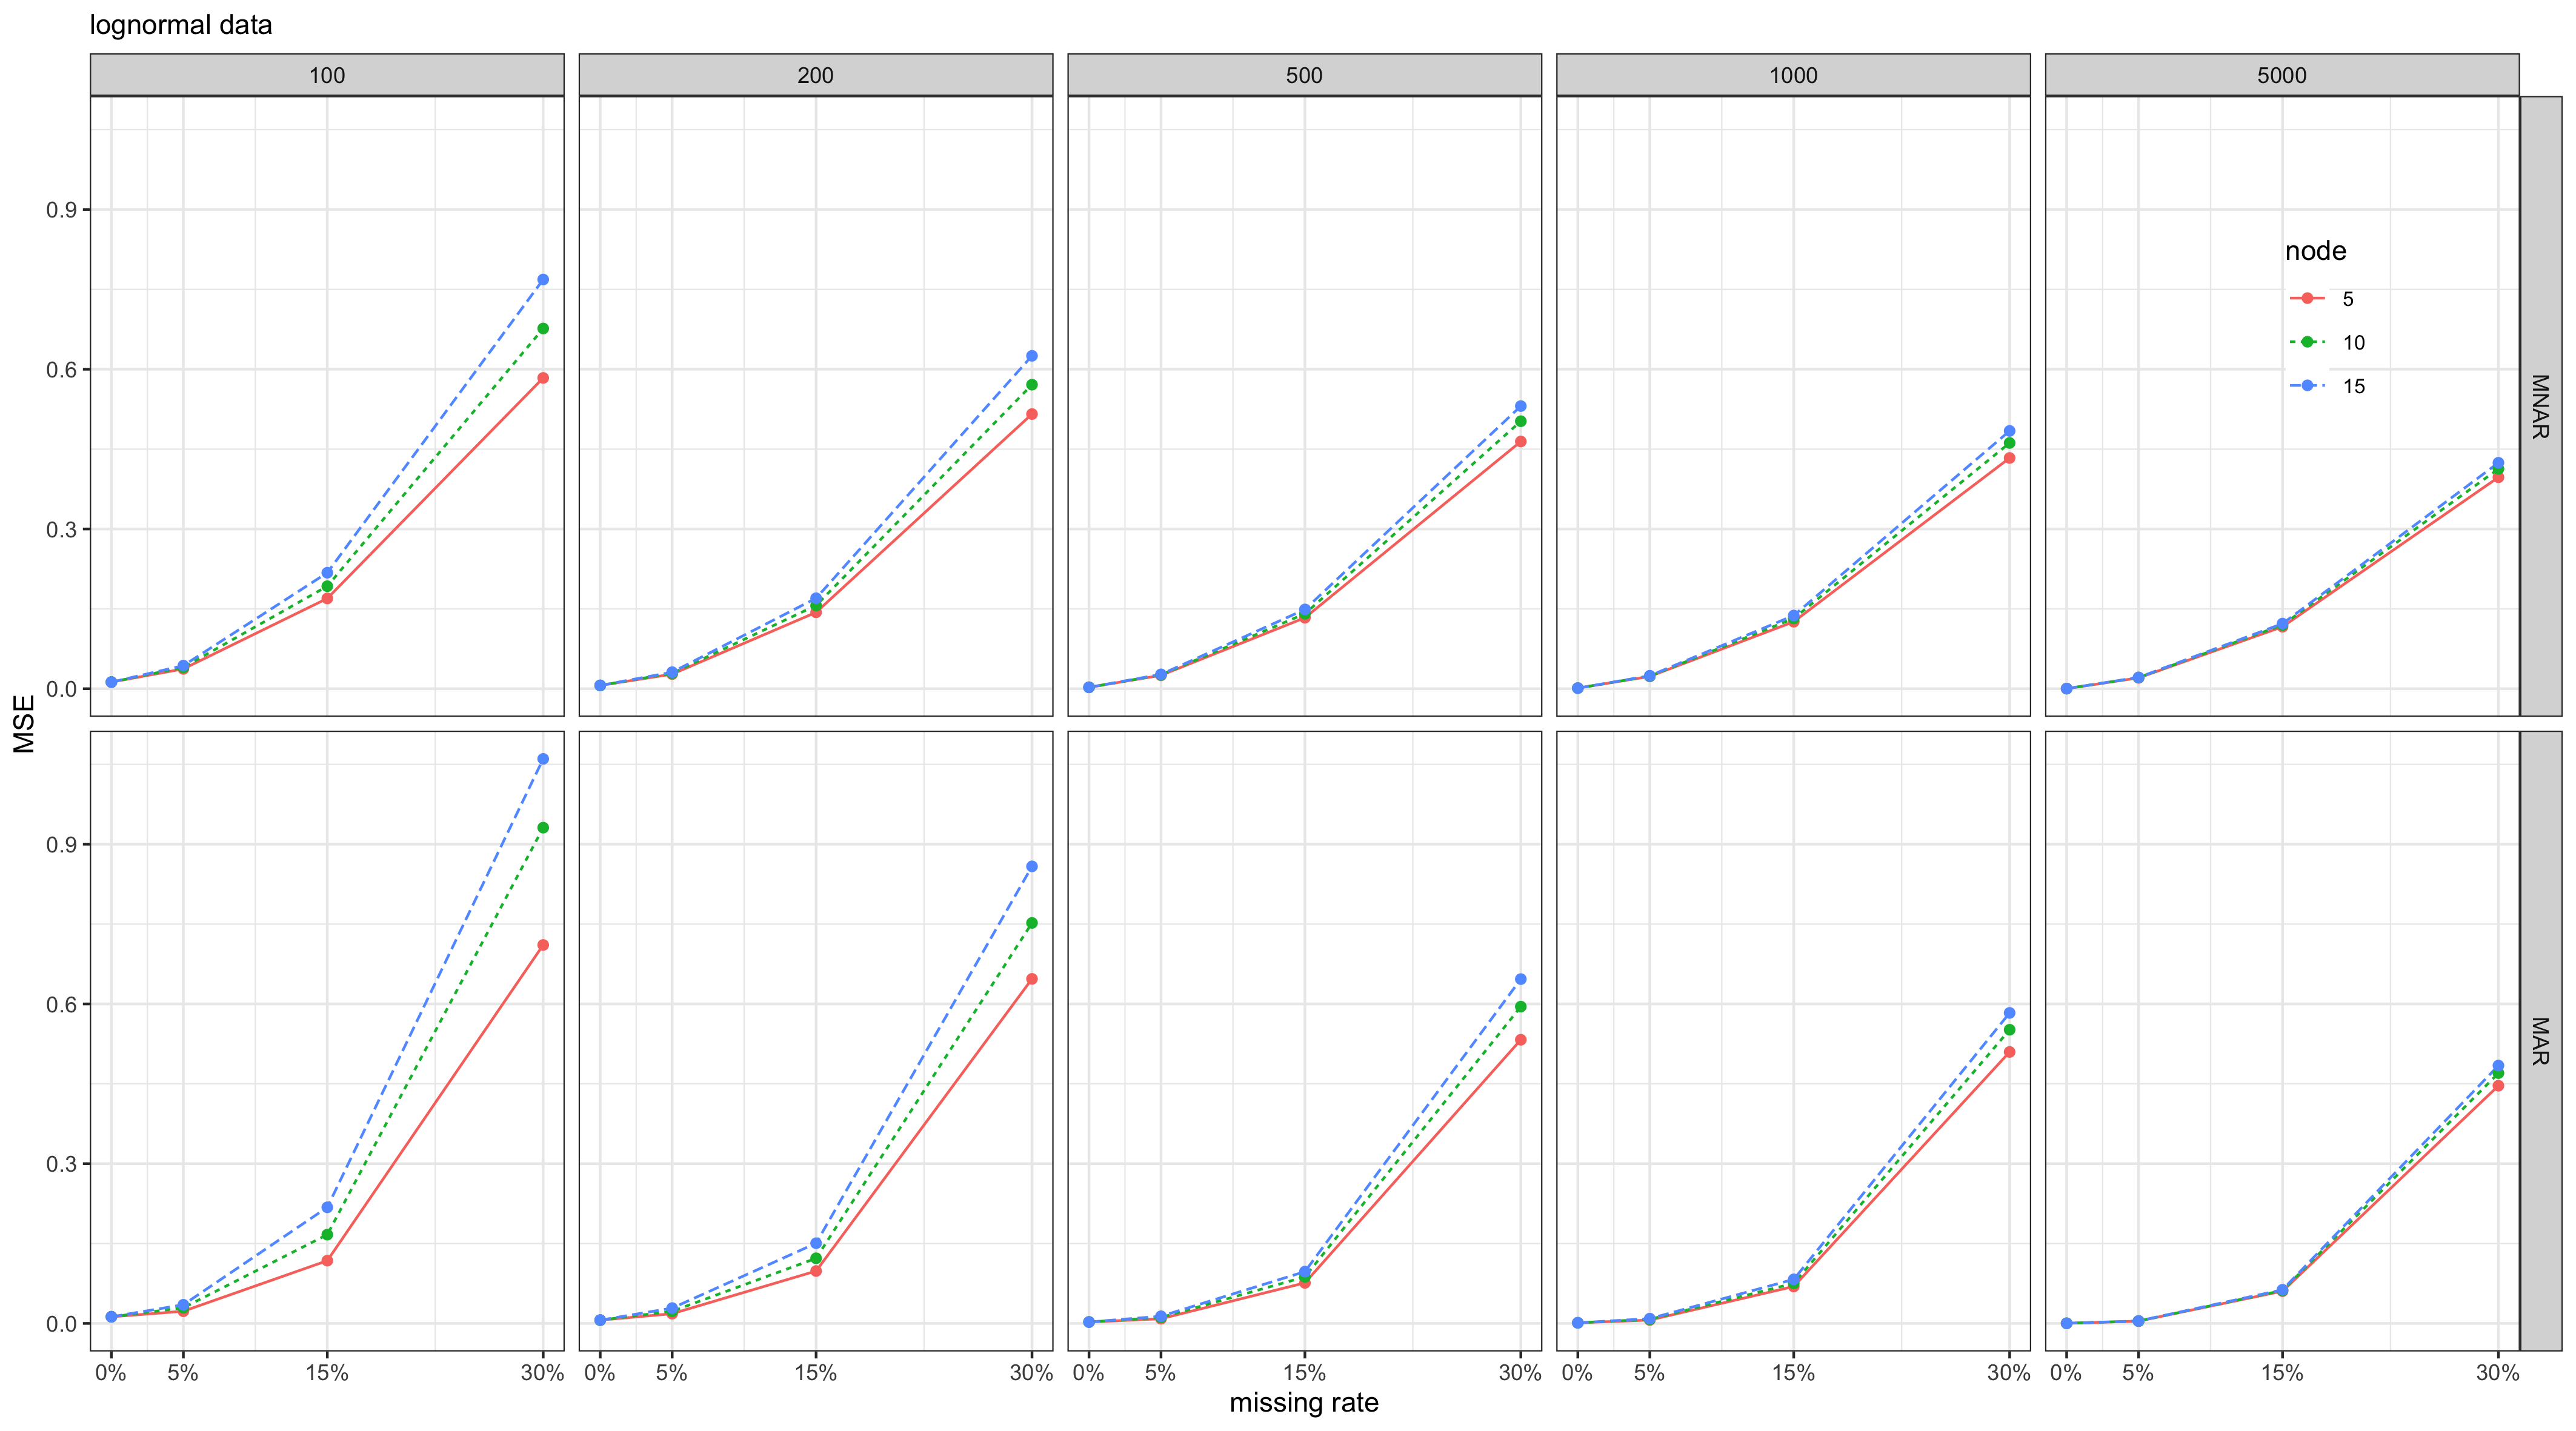 lognormal data
100 200 500 1000 5000
0.9
0.6
0.3
0.0
MNAR
node
5
10
15
MSE
0.9
0.6
0.3
0.0
MAR
0% 5% 15% 30% 0% 5% 15% 30% 0% 5% 15% 30% 0% 5% 15% 30% 0% 5% 15% 30%
missing rate